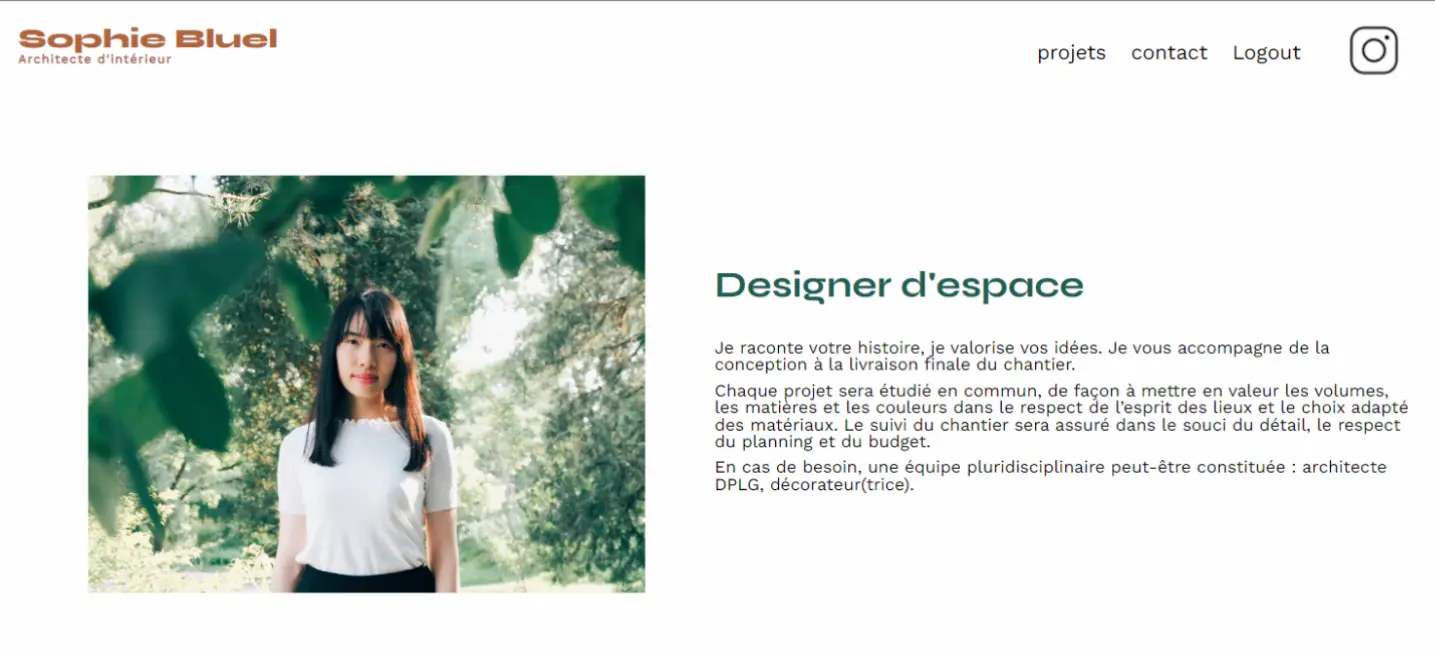 Sophie Bluel
Architecte d'intérieur
projets contact Logout
Designer d'espace
Je raconte votre histoire, je valorise vos idées. Je vous accompagne de la
conception à la livraison finale du chantier.
Chaque projet sera étudié en commun, de façon à mettre en valeur les volumes,
les matières et les couleurs dans le respect de l’esprit des lieux et le choix adapté
des matériaux. Le suivi du chantier sera assuré dans le souci du détail, le respect
du planning et du budget.
En cas de besoin, une équipe pluridisciplinaire peut-être constituée : architecte
DPLG, décorateur(trice).